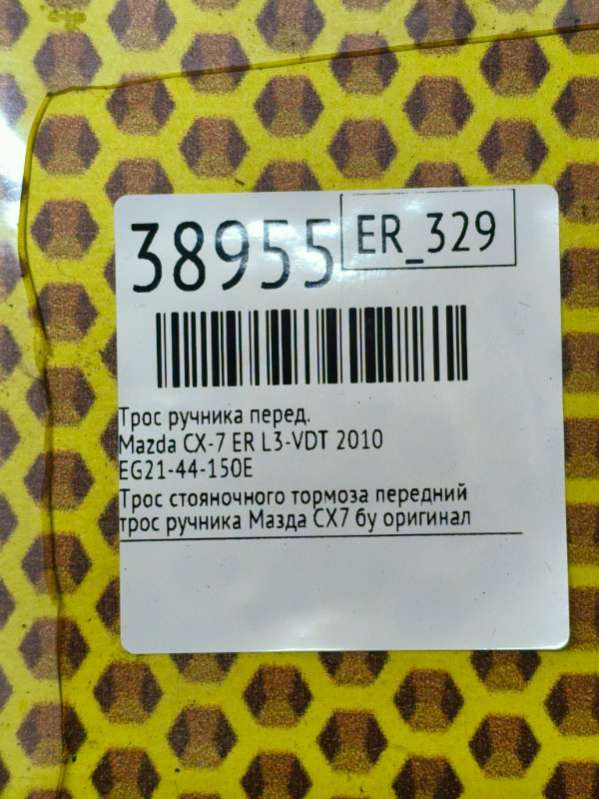 38955
ER_329
Трос ручника перед.
Mazda CX-7 ER L3-VDT 2010
EG21-44-150E
Трос стояночного тормоза передний
трос ручника Мазда СХ7 бу оригинал